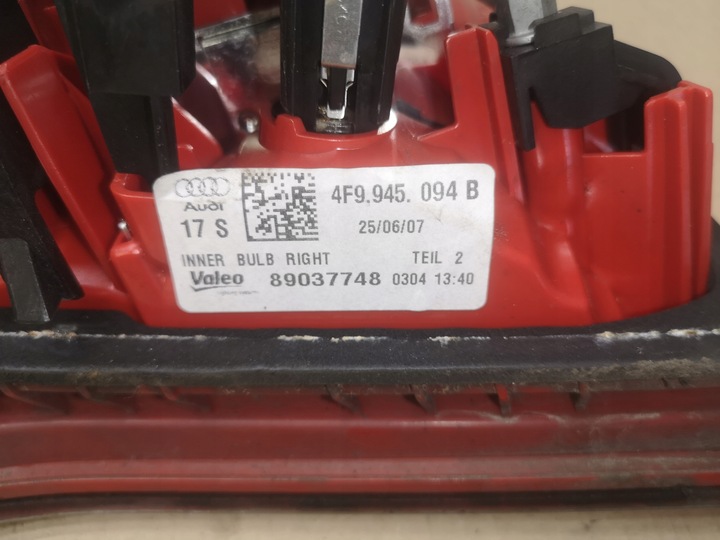 Audi
4F9.945. 094 B
17 S
25/06/07
INNER BULB RIGHT TEIL 2
Valeo 89037748 0304 13:40